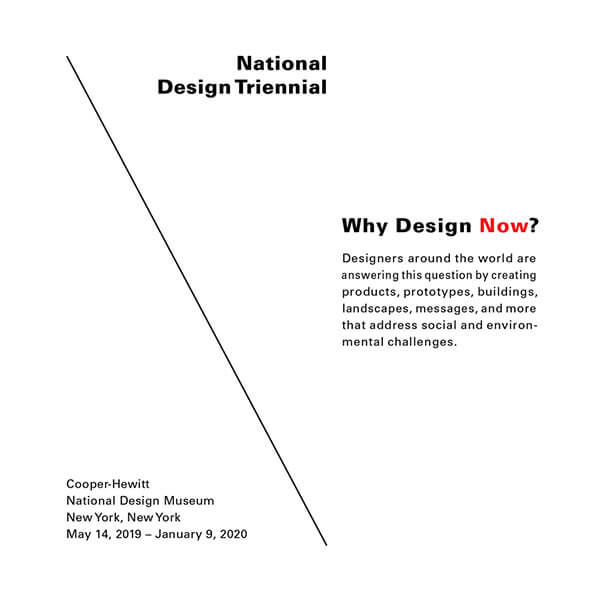 National
Design Triennial
Why Design Now?
Designers around the world are
answering this question by creating
products, prototypes, buildings,
landscapes, messages, and more
that address social and environ-
mental challenges.
Cooper-Hewitt
National Design Museum
New York, New York
May 14, 2019 – January 9, 2020